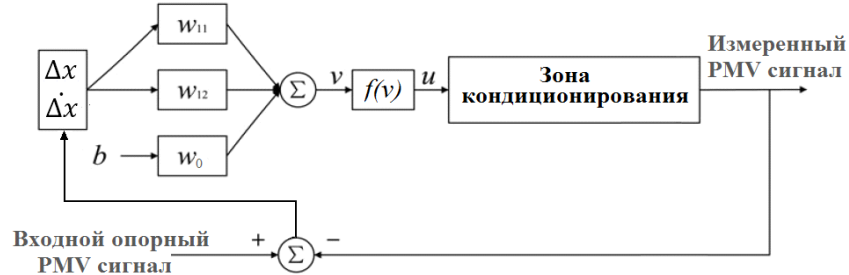 w₁₁
Δx
Δẋ
w₁₂
Σ
v
f(v)
u
Зона
кондиционирования
Измеренный
PMV сигнал
b
w₀
Входной опорный
PMV сигнал
+
Σ
−